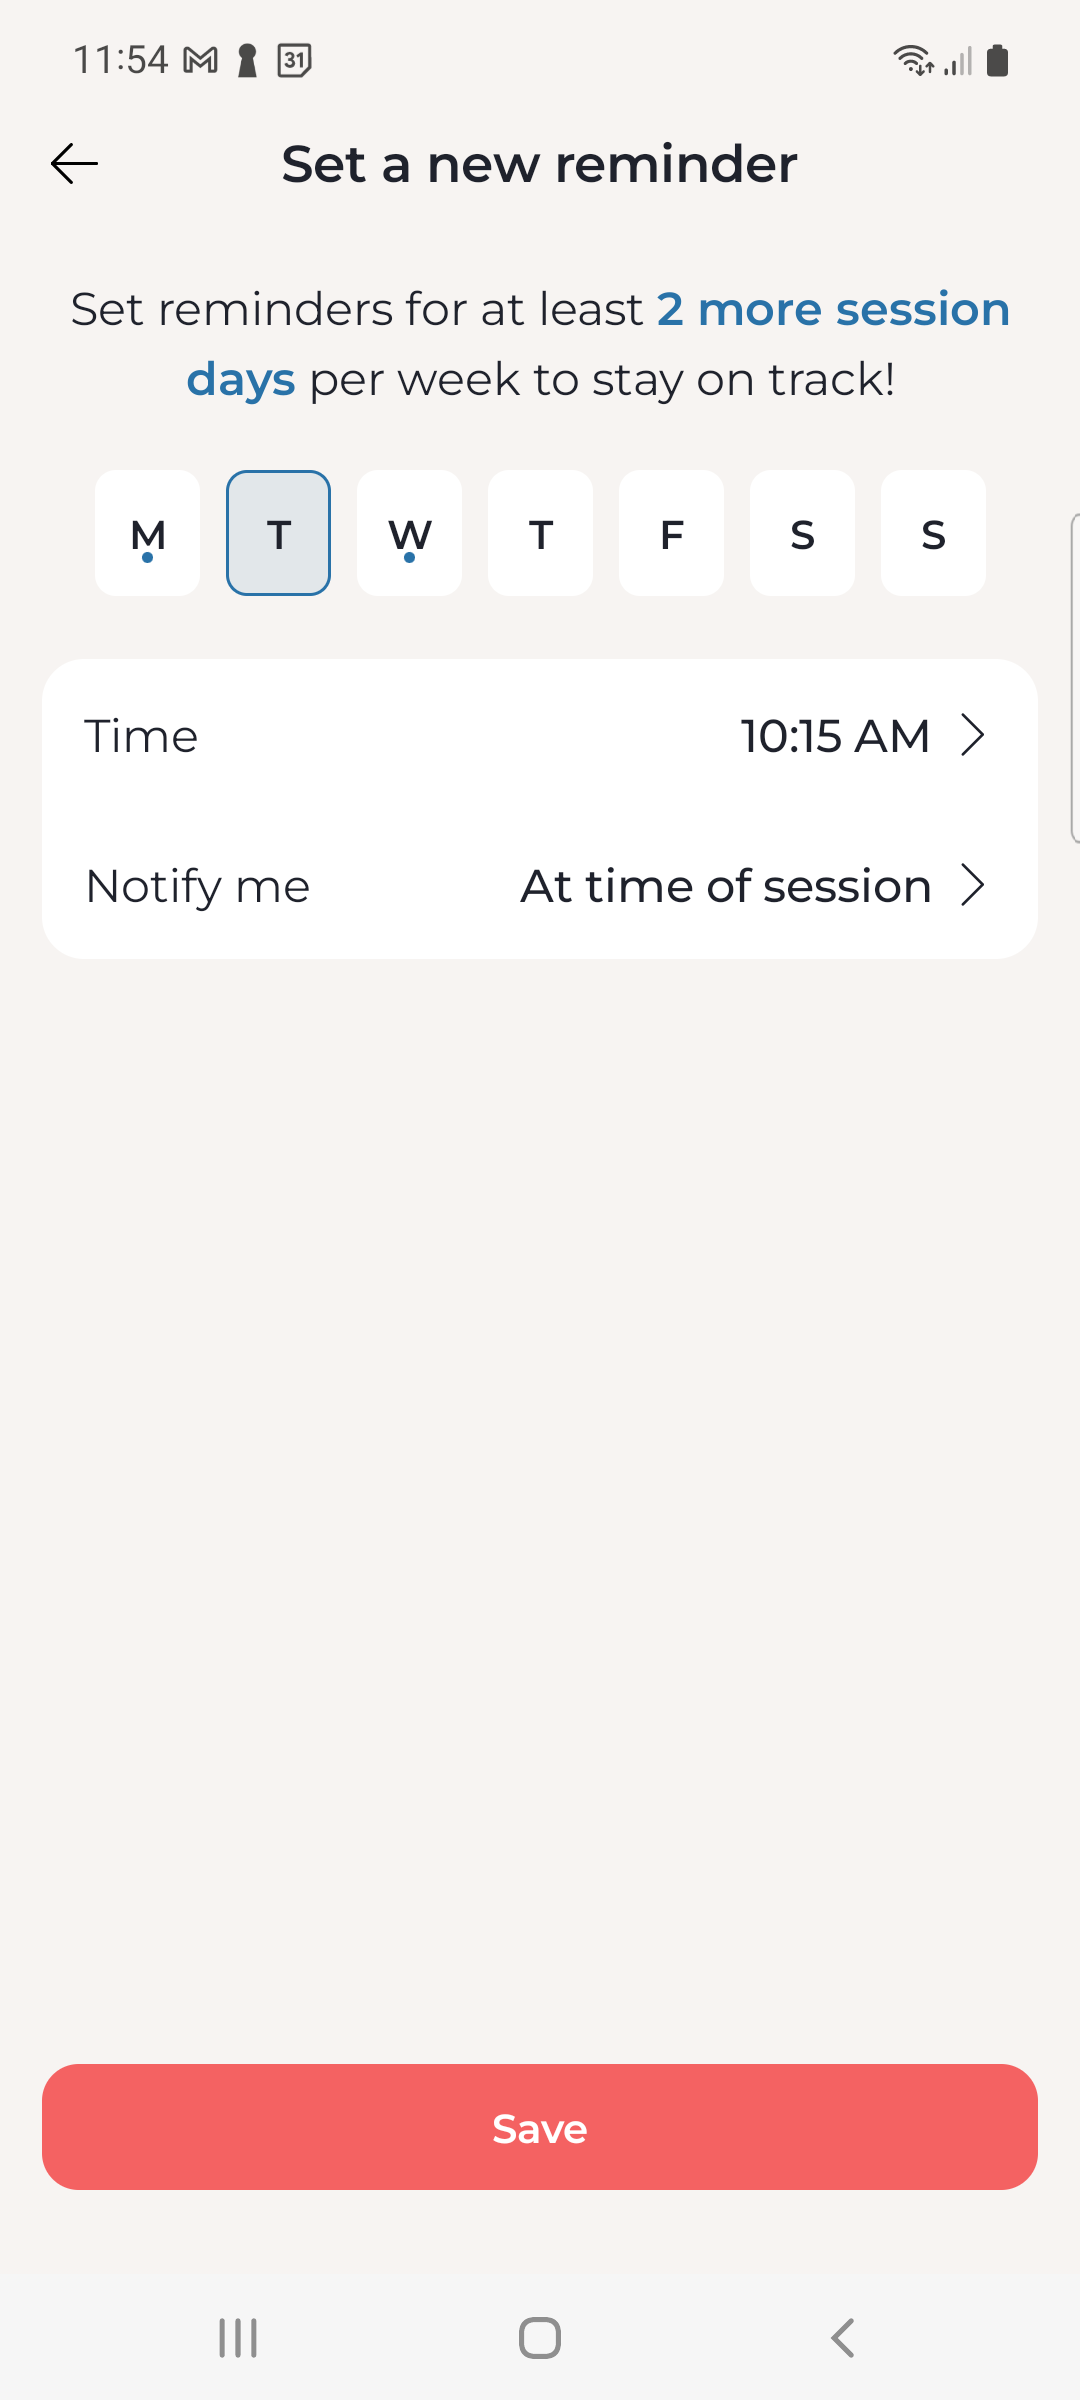 11:54 31
Set a new reminder
Set reminders for at least 2 more session
days per week to stay on track!
M T W T F S S
Time 10:15 AM
Notify me At time of session
Save